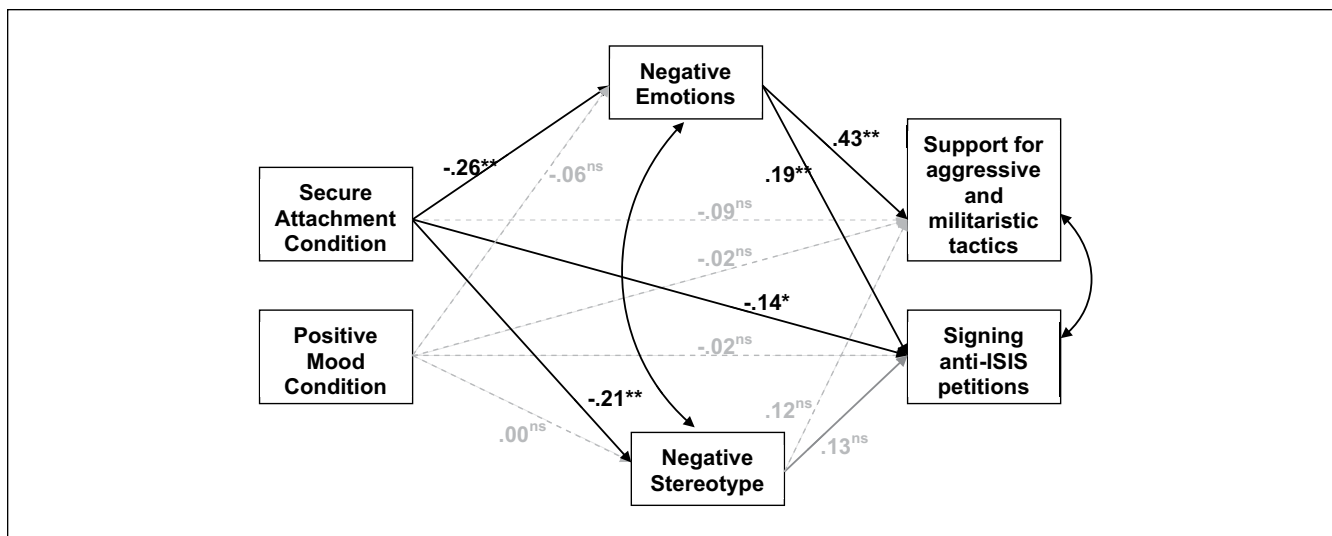 Negative
Emotions
Support for
aggressive
and
militaristic
tactics
Secure
Attachment
Condition
Positive
Mood
Condition
Signing
anti-ISIS
petitions
Negative
Stereotype
-.26**
-.06ns
.43**
.19**
-.09ns
-.02ns
-.14*
-.02ns
-.21**
.00ns
.12ns
.13ns